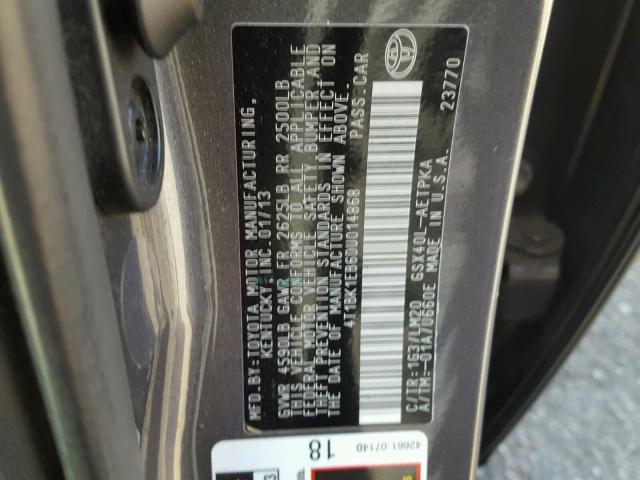 MFD.BY:TOYOTA MOTOR MANUFACTURING,
KENTUCKY, INC. 01/13
GVWR 4590LB GAWR FR 2625LB RR 2500LB
THIS VEHICLE CONFORMS TO ALL APPLICABLE
FEDERAL MOTOR VEHICLE SAFETY, BUMPER, AND
THEFT PREVENTION STANDARDS IN EFFECT ON
THE DATE OF MANUFACTURE SHOWN ABOVE.
4T1BK1EB6DU014868 PASS.CAR
C/TR:1G3/LM20 GSX40L-AETPKA
A/TM:-01A/U660E MADE IN U.S.A.
23770
42661-07140
18